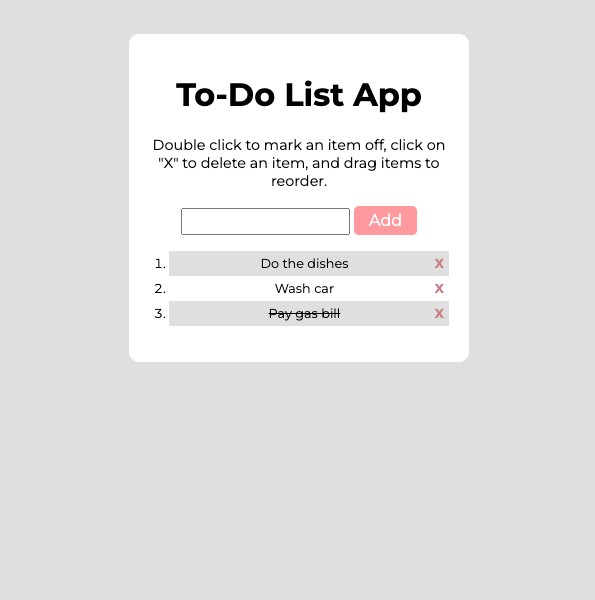 To-Do List App
Double click to mark an item off, click on
"X" to delete an item, and drag items to
reorder.
Add
1. Do the dishes X
2. Wash car X
3. Pay gas bill X